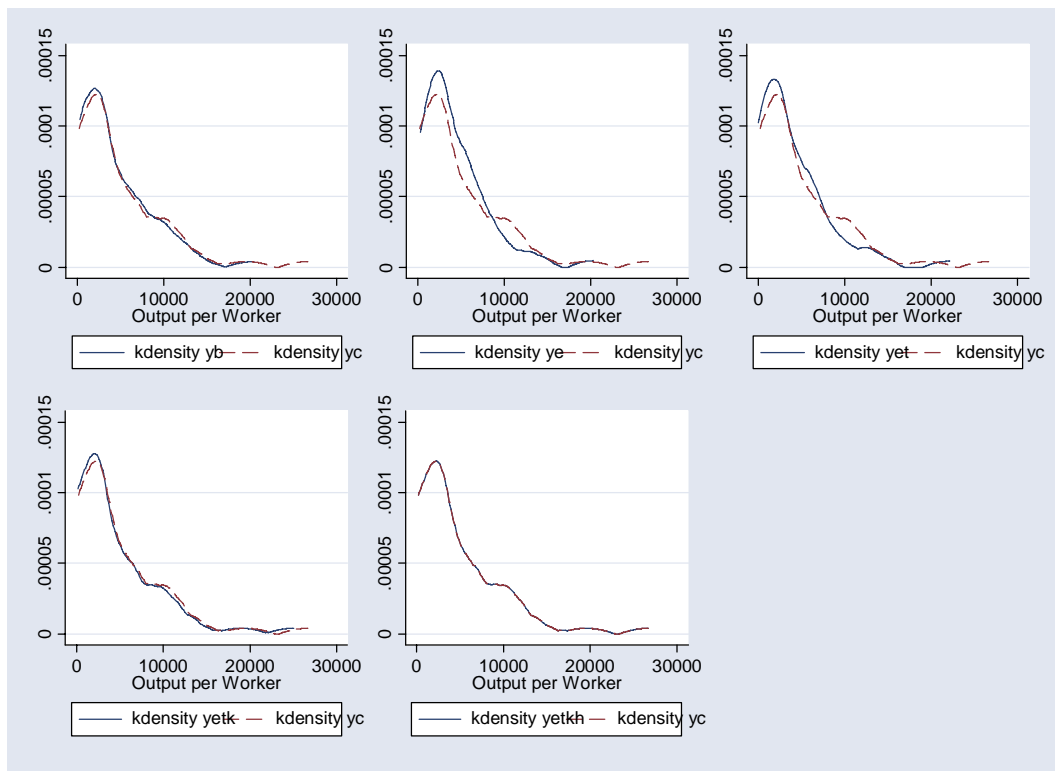 0 .00005 .0001 .00015
0 10000 20000 30000
Output per Worker
kdensity yb kdensity yc
0 .00005 .0001 .00015
0 10000 20000 30000
Output per Worker
kdensity ye kdensity yc
0 .00005 .0001 .00015
0 10000 20000 30000
Output per Worker
kdensity yet kdensity yc
0 .00005 .0001 .00015
0 10000 20000 30000
Output per Worker
kdensity yetk kdensity yc
0 .00005 .0001 .00015
0 10000 20000 30000
Output per Worker
kdensity yetkh kdensity yc